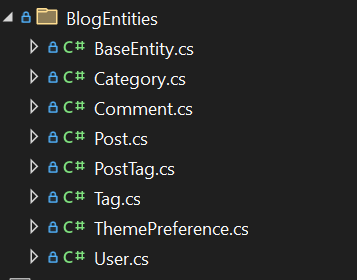 BlogEntities
C# BaseEntity.cs
C# Category.cs
C# Comment.cs
C# Post.cs
C# PostTag.cs
C# Tag.cs
C# ThemePreference.cs
C# User.cs